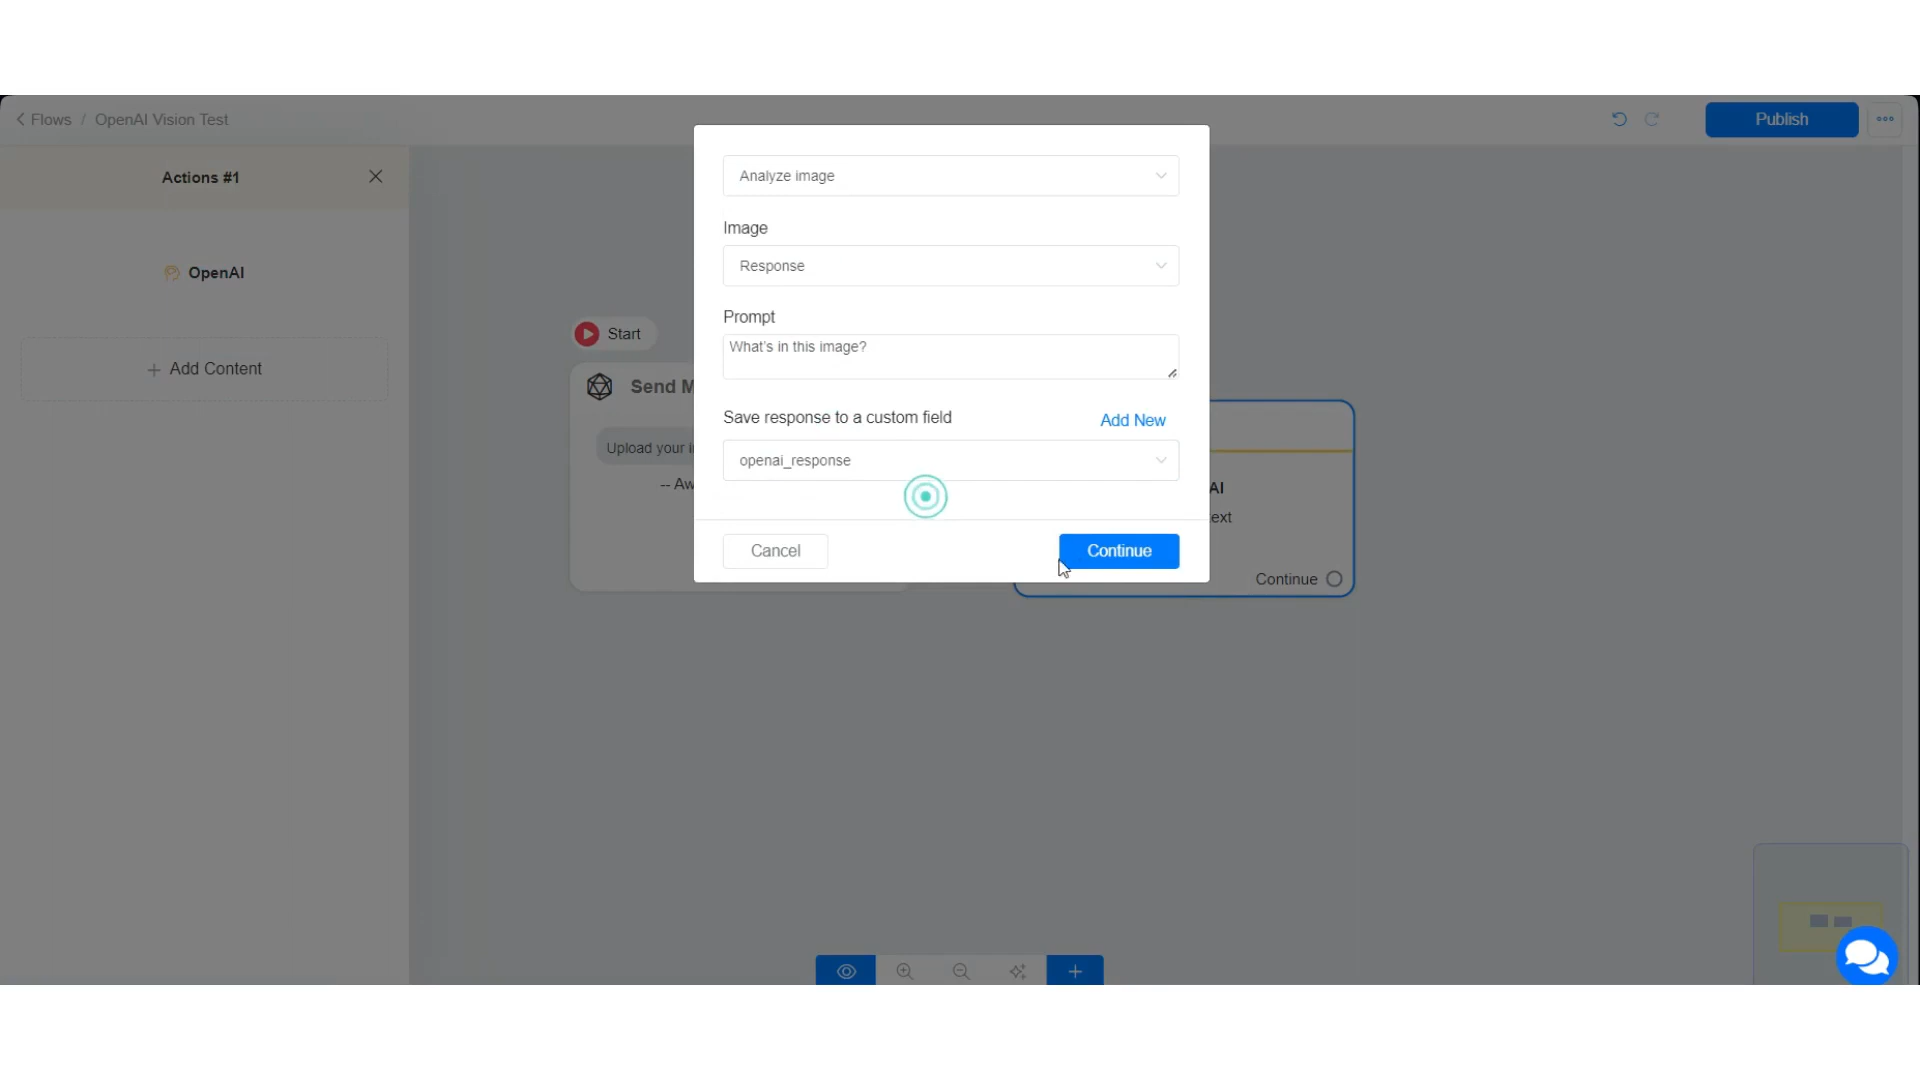 Flows / OpenAI Vision Test
Publish
Actions #1
OpenAI
+ Add Content
Start
Send M
Upload your i
-- Aw
Analyze image
Image
Response
Prompt
What's in this image?
Save response to a custom field
Add New
openai_response
Cancel
Continue
AI
ext
Continue